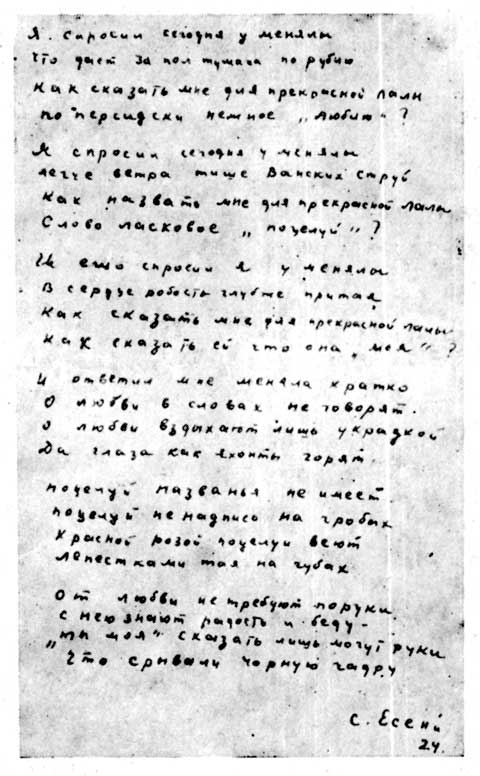 Я спросил сегодня у менялы
Что дает за пол тумана по рублю
Как сказать мне для прекрасной Лалы
По персидски нежное „люблю"?
Я спросил сегодня у менялы
Легче ветра тише Ванских струй
Как назвать мне для прекрасной Лалы
Слово ласковое „поцелуй"?
И ещо спросил я у менялы
В сердце робость глубже притая
Как сказать мне для прекрасной Лалы
Как сказать ей что она „моя"?
И ответил мне меняла кратко
О любви в словах не говорят.
О любви вздыхают лишь украдкой
Да глаза как яхонты горят.
Поцелуй названья не имеет.
Поцелуй не надпись на гробах
Красной розой поцелуи веют
Лепестками тая на губах
От любви не требуют поруки.
С нею знают радость и беду -
„Ты моя" сказать лишь могут руки
Что срывали чорную чадру
С. Есени
24.